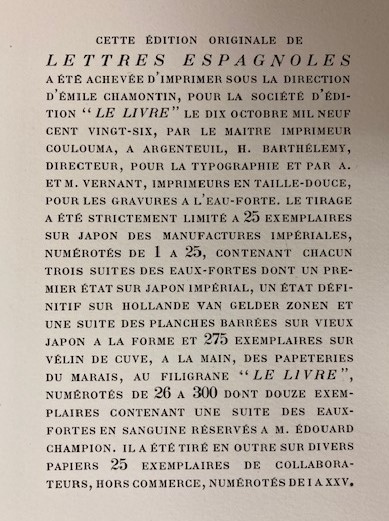 CETTE ÉDITION ORIGINALE DE
LETTRES ESPAGNOLES
A ÉTÉ ACHEVÉE D'IMPRIMER SOUS LA DIRECTION
D'ÉMILE CHAMONTIN, POUR LA SOCIÉTÉ D'ÉDI-
TION "LE LIVRE" LE DIX OCTOBRE MIL NEUF
CENT VINGT-SIX, PAR LE MAITRE IMPRIMEUR
COULOUMA, A ARGENTEUIL, H. BARTHÉLEMY,
DIRECTEUR, POUR LA TYPOGRAPHIE ET PAR A.
ET M. VERNANT, IMPRIMEURS EN TAILLE-DOUCE,
POUR LES GRAVURES A L'EAU-FORTE. LE TIRAGE
A ÉTÉ STRICTEMENT LIMITÉ A 25 EXEMPLAIRES
SUR JAPON DES MANUFACTURES IMPÉRIALES,
NUMÉROTÉS DE 1 A 25, CONTENANT CHACUN
TROIS SUITES DES EAUX-FORTES DONT UN PRE-
MIER ÉTAT SUR JAPON IMPÉRIAL, UN ÉTAT DÉFI-
NITIF SUR HOLLANDE VAN GELDER ZONEN ET
UNE SUITE DES PLANCHES BARRÉES SUR VIEUX
JAPON A LA FORME ET 275 EXEMPLAIRES SUR
VÉLIN DE CUVE, A LA MAIN, DES PAPETERIES
DU MARAIS, AU FILIGRANE "LE LIVRE",
NUMÉROTÉS DE 26 A 300 DONT DOUZE EXEM-
PLAIRES CONTENANT UNE SUITE DES EAUX-
FORTES EN SANGUINE RÉSERVÉS A M. ÉDOUARD
CHAMPION. IL A ÉTÉ TIRÉ EN OUTRE SUR DIVERS
PAPIERS 25 EXEMPLAIRES DE COLLABORA-
TEURS, HORS COMMERCE, NUMÉROTÉS DE I A XXV.